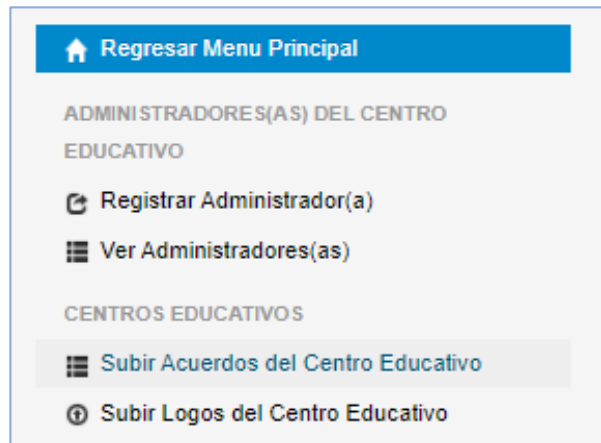 Regresar Menu Principal
ADMINISTRADORES(AS) DEL CENTRO
EDUCATIVO
Registrar Administrador(a)
Ver Administradores(as)
CENTROS EDUCATIVOS
Subir Acuerdos del Centro Educativo
Subir Logos del Centro Educativo